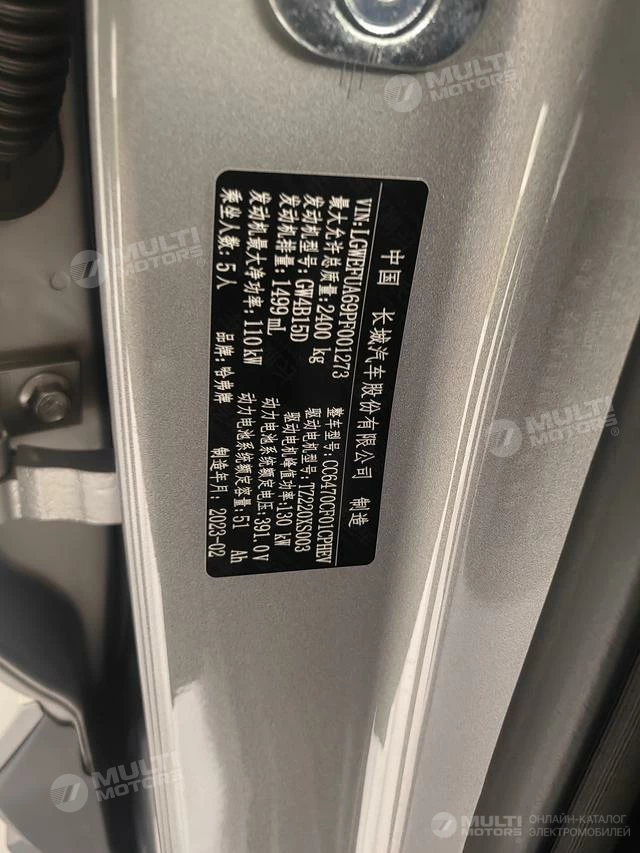 中国 长城汽车股份有限公司 制造
VIN:LGWEFUA69PF001273 整车型号:CC6470CF01CPHEV
最大允许总质量:2400 kg 驱动电机型号:TZ220XS003
发动机型号:GW4B15D 驱动电机峰值功率:130 kW
发动机排量:1499 mL 动力电池系统额定电压:391.0V
发动机最大净功率:110kW 动力电池系统额定容量:51 Ah
乘坐人数:5人 品牌:哈弗牌 制造年月:2023-02
MULTI MOTORS
MULTI MOTORS
MULTI MOTORS®
MULTI MOTORS
MULTI MOTORS ОНЛАЙН-КАТАЛОГ ЭЛЕКТРОМОБИЛЕЙ